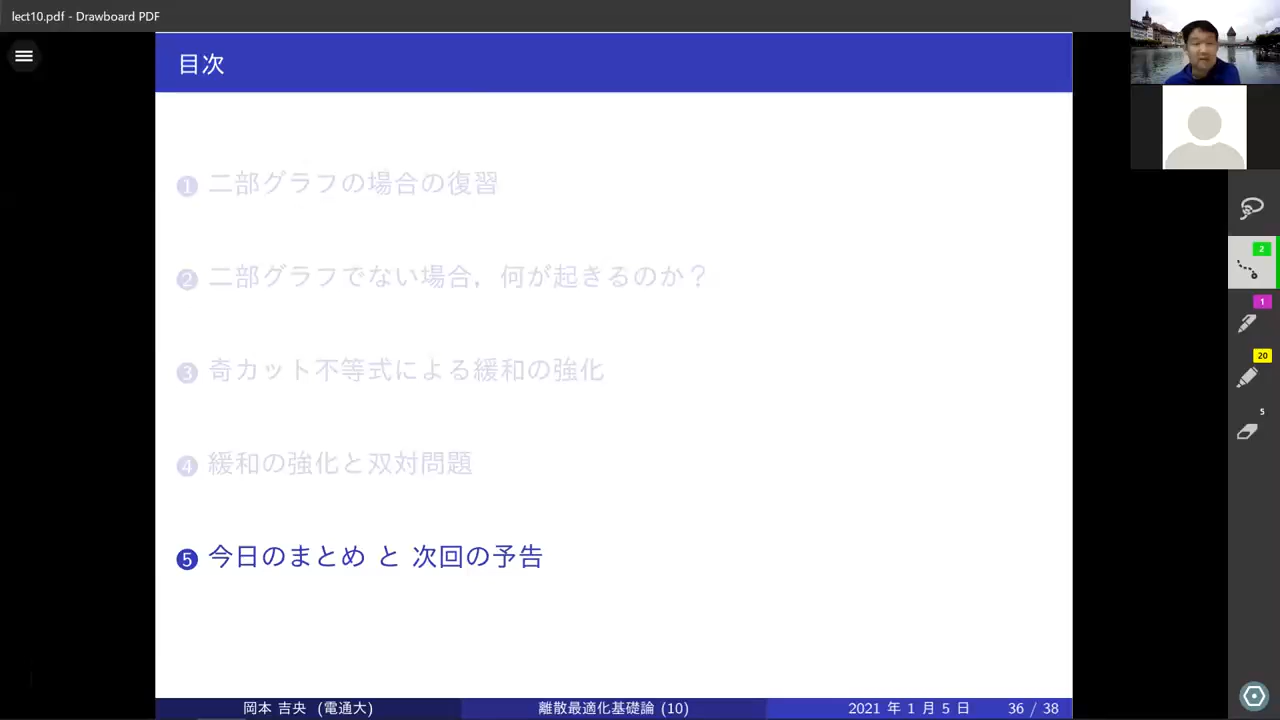 lect10.pdf - Drawboard PDF
目次
1 二部グラフの場合の復習
2 二部グラフでない場合，何が起きるのか？
3 奇カット不等式による緩和の強化
4 緩和の強化と双対問題
5 今日のまとめ と 次回の予告
2
1
20
5
岡本 吉央 (電通大) 離散最適化基礎論 (10) 2021 年 1 月 5 日 36 / 38